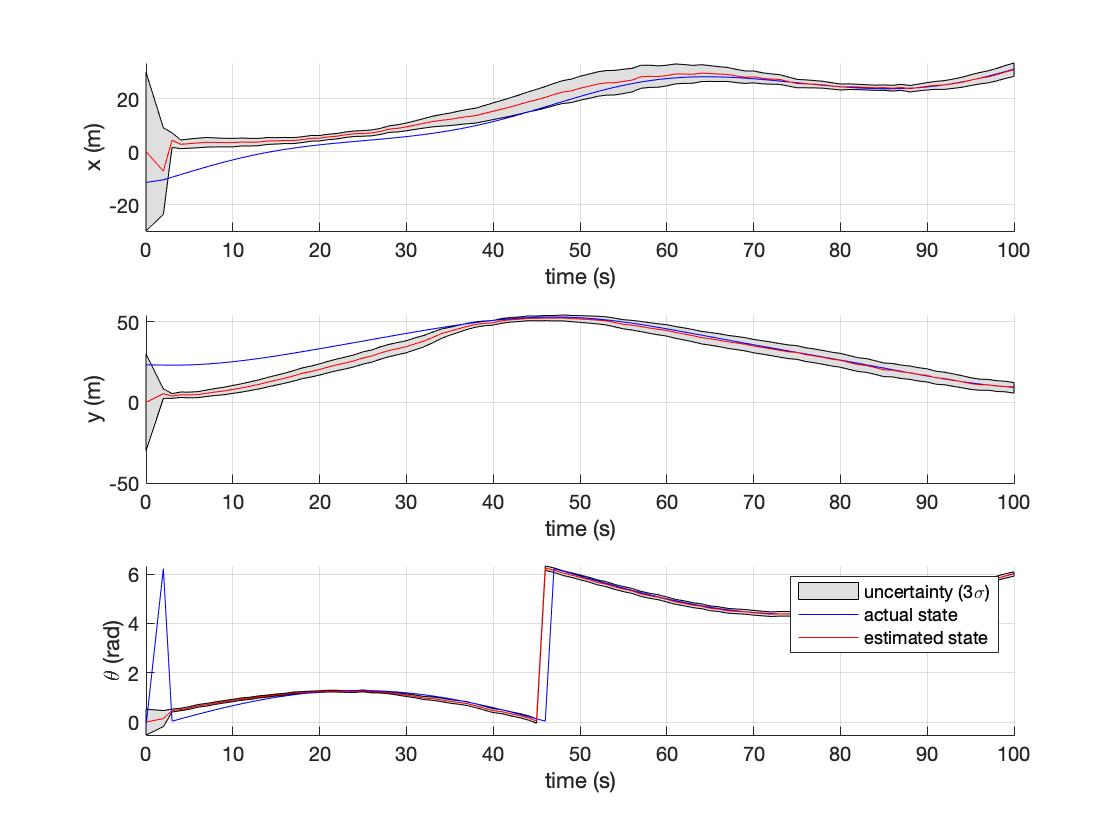 20
0
-20
x (m)
0 10 20 30 40 50 60 70 80 90 100
time (s)
50
0
-50
y (m)
0 10 20 30 40 50 60 70 80 90 100
time (s)
6
4
2
0
θ (rad)
uncertainty (3σ)
actual state
estimated state
0 10 20 30 40 50 60 70 80 90 100
time (s)